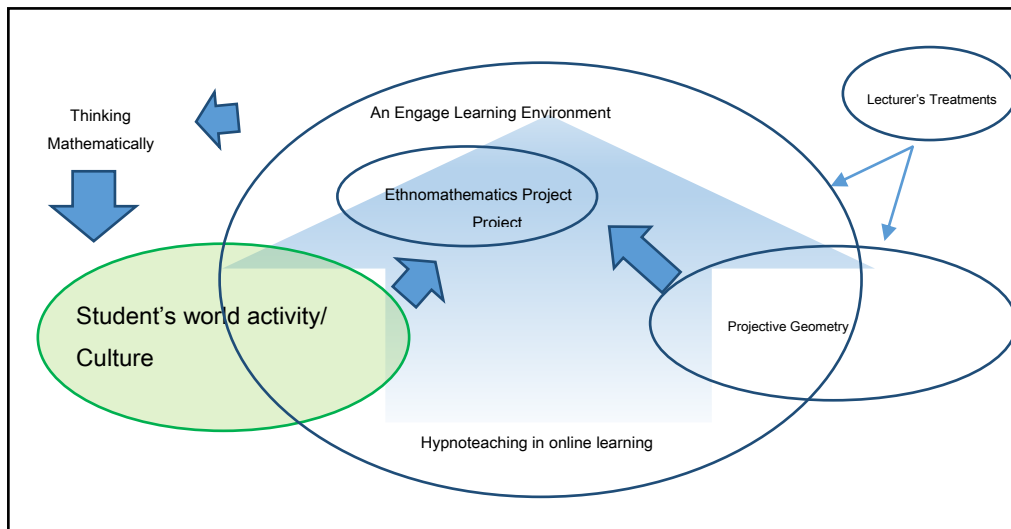 Lecturer's Treatments
An Engage Learning Environment
Thinking
Mathematically
Ethnomathematics Project
Project
Student's world activity/
Culture
Projective Geometry
Hypnoteaching in online learning